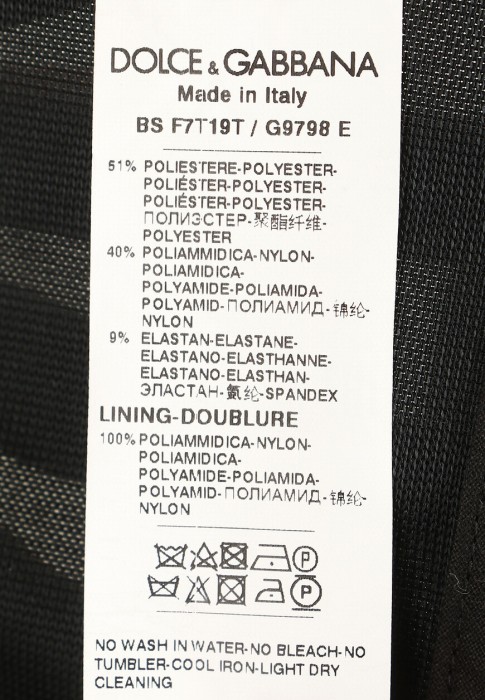 DOLCE & GABBANA
Made in Italy
BS F7T19T / G9798 E
51% POLIESTERE-POLYESTER-
POLIÉSTER-POLYESTER-
POLIÉSTER-POLYESTER-
ПОЛИЭСТЕР-聚酯纤维-
POLYESTER
40% POLIAMMIDICA-NYLON-
POLIAMIDICA-
POLYAMIDE-POLIAMIDA-
POLYAMID-ПОЛИАМИД-锦纶-
NYLON
9% ELASTAN-ELASTANE-
ELASTANO-ELASTHANNE-
ELASTANO-ELASTHAN-
ЭЛАСТАН-氨纶-SPANDEX
LINING-DOUBLURE
100% POLIAMMIDICA-NYLON-
POLIAMIDICA-
POLYAMIDE-POLIAMIDA-
POLYAMID-ПОЛИАМИД-锦纶-
NYLON
P
P
NO WASH IN WATER-NO BLEACH-NO
TUMBLER-COOL IRON-LIGHT DRY
CLEANING